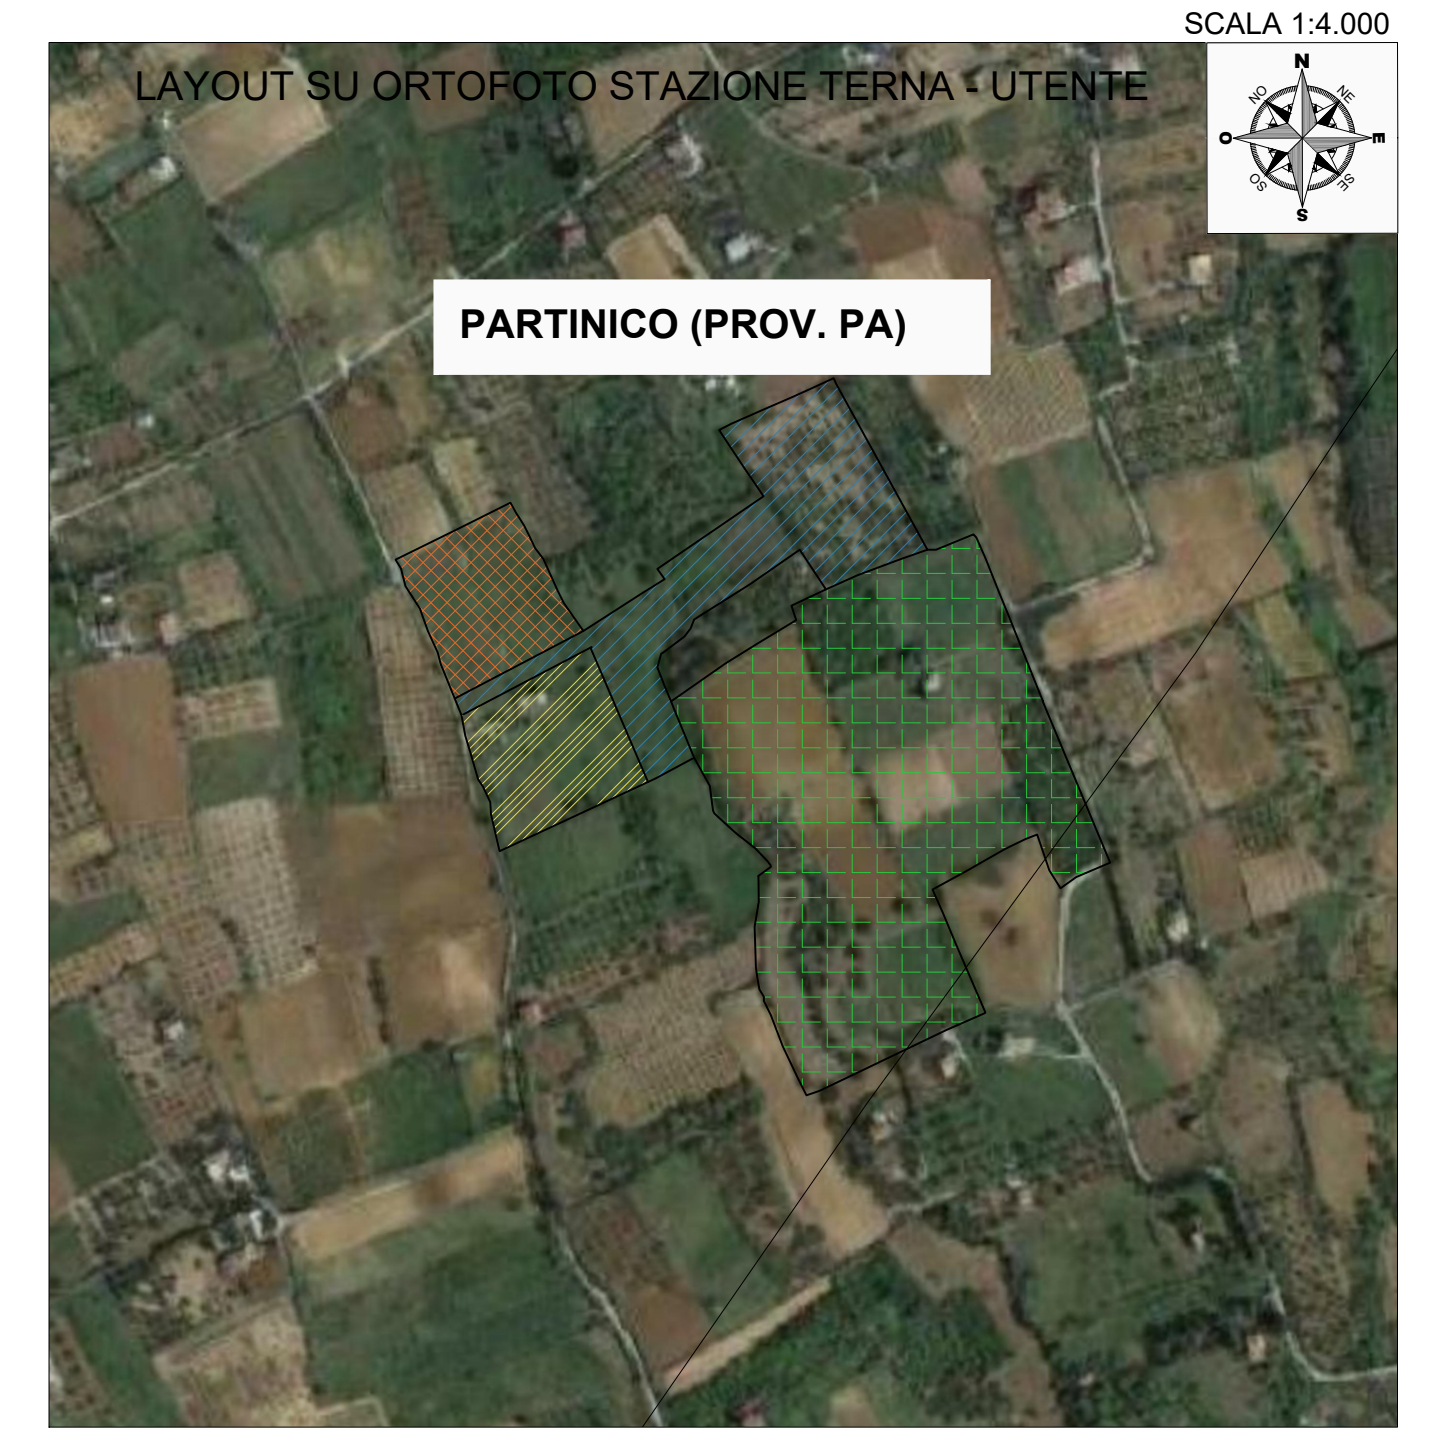 SCALA 1:4.000
LAYOUT SU ORTOFOTO STAZIONE TERNA - UTENTE
N
NO
NE
O
E
SO
SE
S
PARTINICO (PROV. PA)